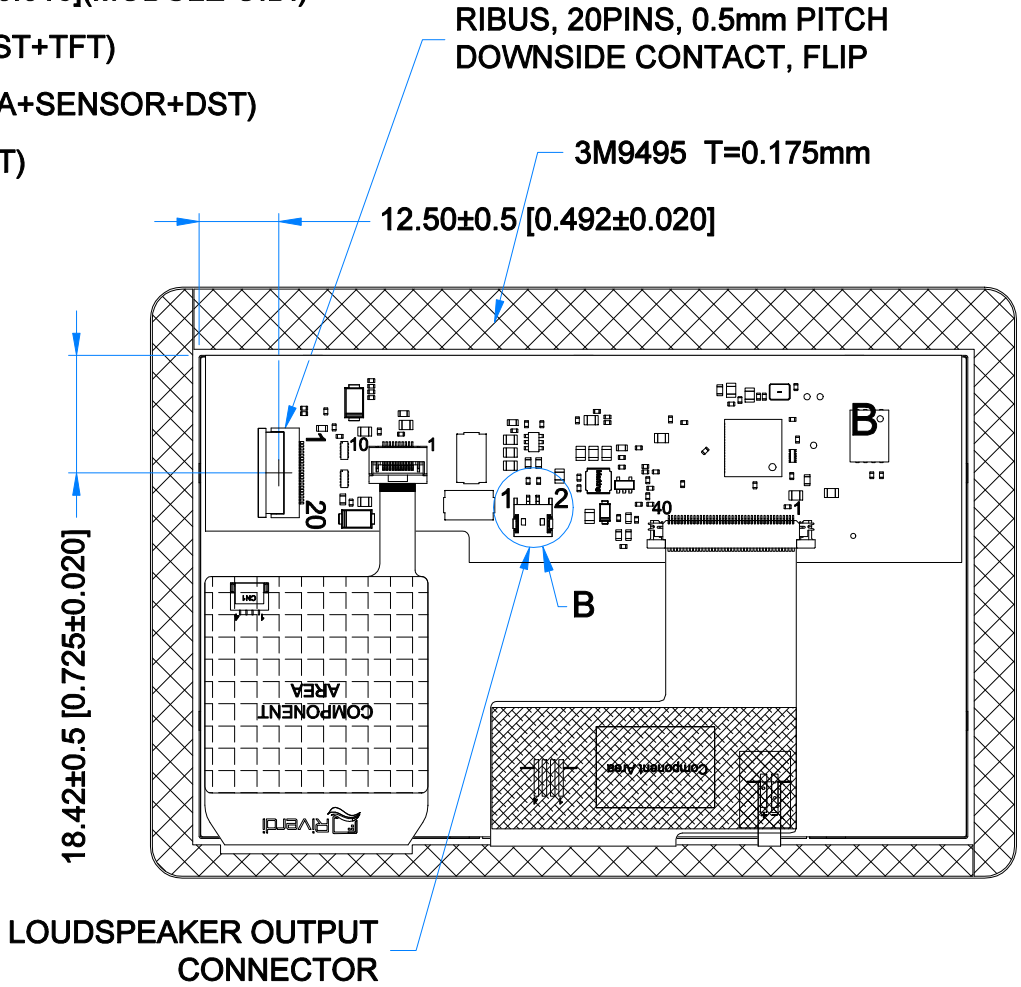 RIBUS, 20PINS, 0.5mm PITCH
DOWNSIDE CONTACT, FLIP
ST+TFT)
A+SENSOR+DST)
T)
3M9495 T=0.175mm
12.50±0.5 [0.492±0.020]
18.42±0.5 [0.725±0.020]
1
20
10
1
1
2
B
40
1
B
CN1
COMPONENT
AREA
Component Area
Riverdi
LOUDSPEAKER OUTPUT
CONNECTOR